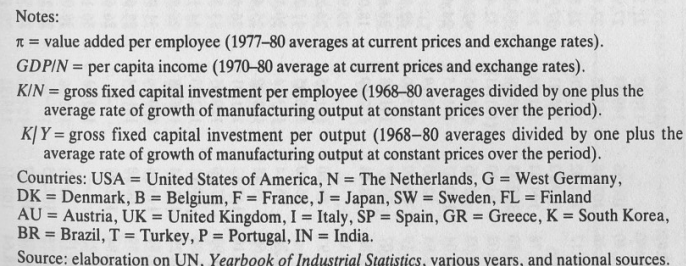 Notes:
π = value added per employee (1977–80 averages at current prices and exchange rates).
GDP/N = per capita income (1970–80 average at current prices and exchange rates).
K/N = gross fixed capital investment per employee (1968–80 averages divided by one plus the
average rate of growth of manufacturing output at constant prices over the period).
K/Y = gross fixed capital investment per output (1968–80 averages divided by one plus the
average rate of growth of manufacturing output at constant prices over the period).
Countries: USA = United States of America, N = The Netherlands, G = West Germany,
DK = Denmark, B = Belgium, F = France, J = Japan, SW = Sweden, FL = Finland
AU = Austria, UK = United Kingdom, I = Italy, SP = Spain, GR = Greece, K = South Korea,
BR = Brazil, T = Turkey, P = Portugal, IN = India.
Source: elaboration on UN, Yearbook of Industrial Statistics, various years, and national sources.